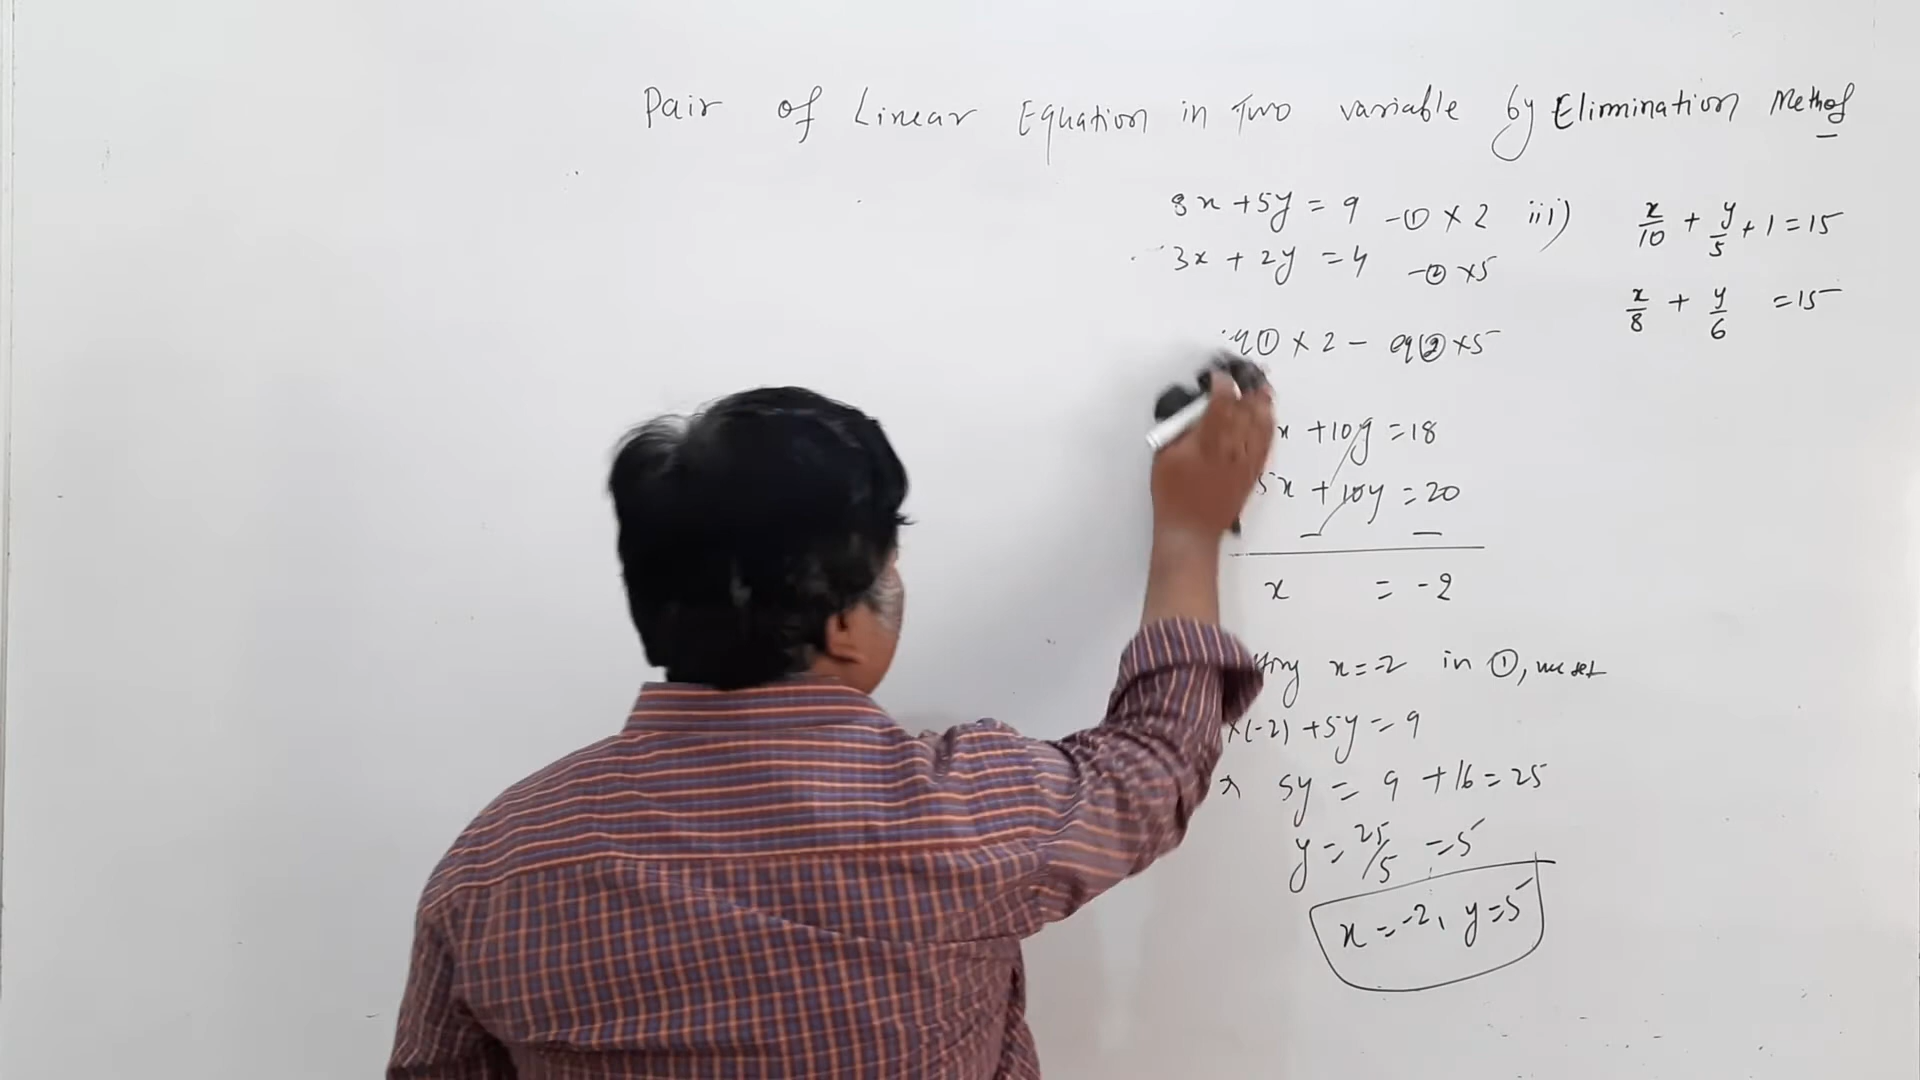 Pair of Linear Equation in Two variable by Elimination Method
8x + 5y = 9 -① × 2
3x + 2y = 4 -② × 5
q① × 2 - eq② × 5
x + 10y = 18
5x + 10y = 20
x = -2
x = -2 in ①, we get
×(-2) + 5y = 9
5y = 9 + 16 = 25
y = 25/5 = 5
x = -2, y = 5
iii) x/10 + y/5 + 1 = 15
x/8 + y/6 = 15